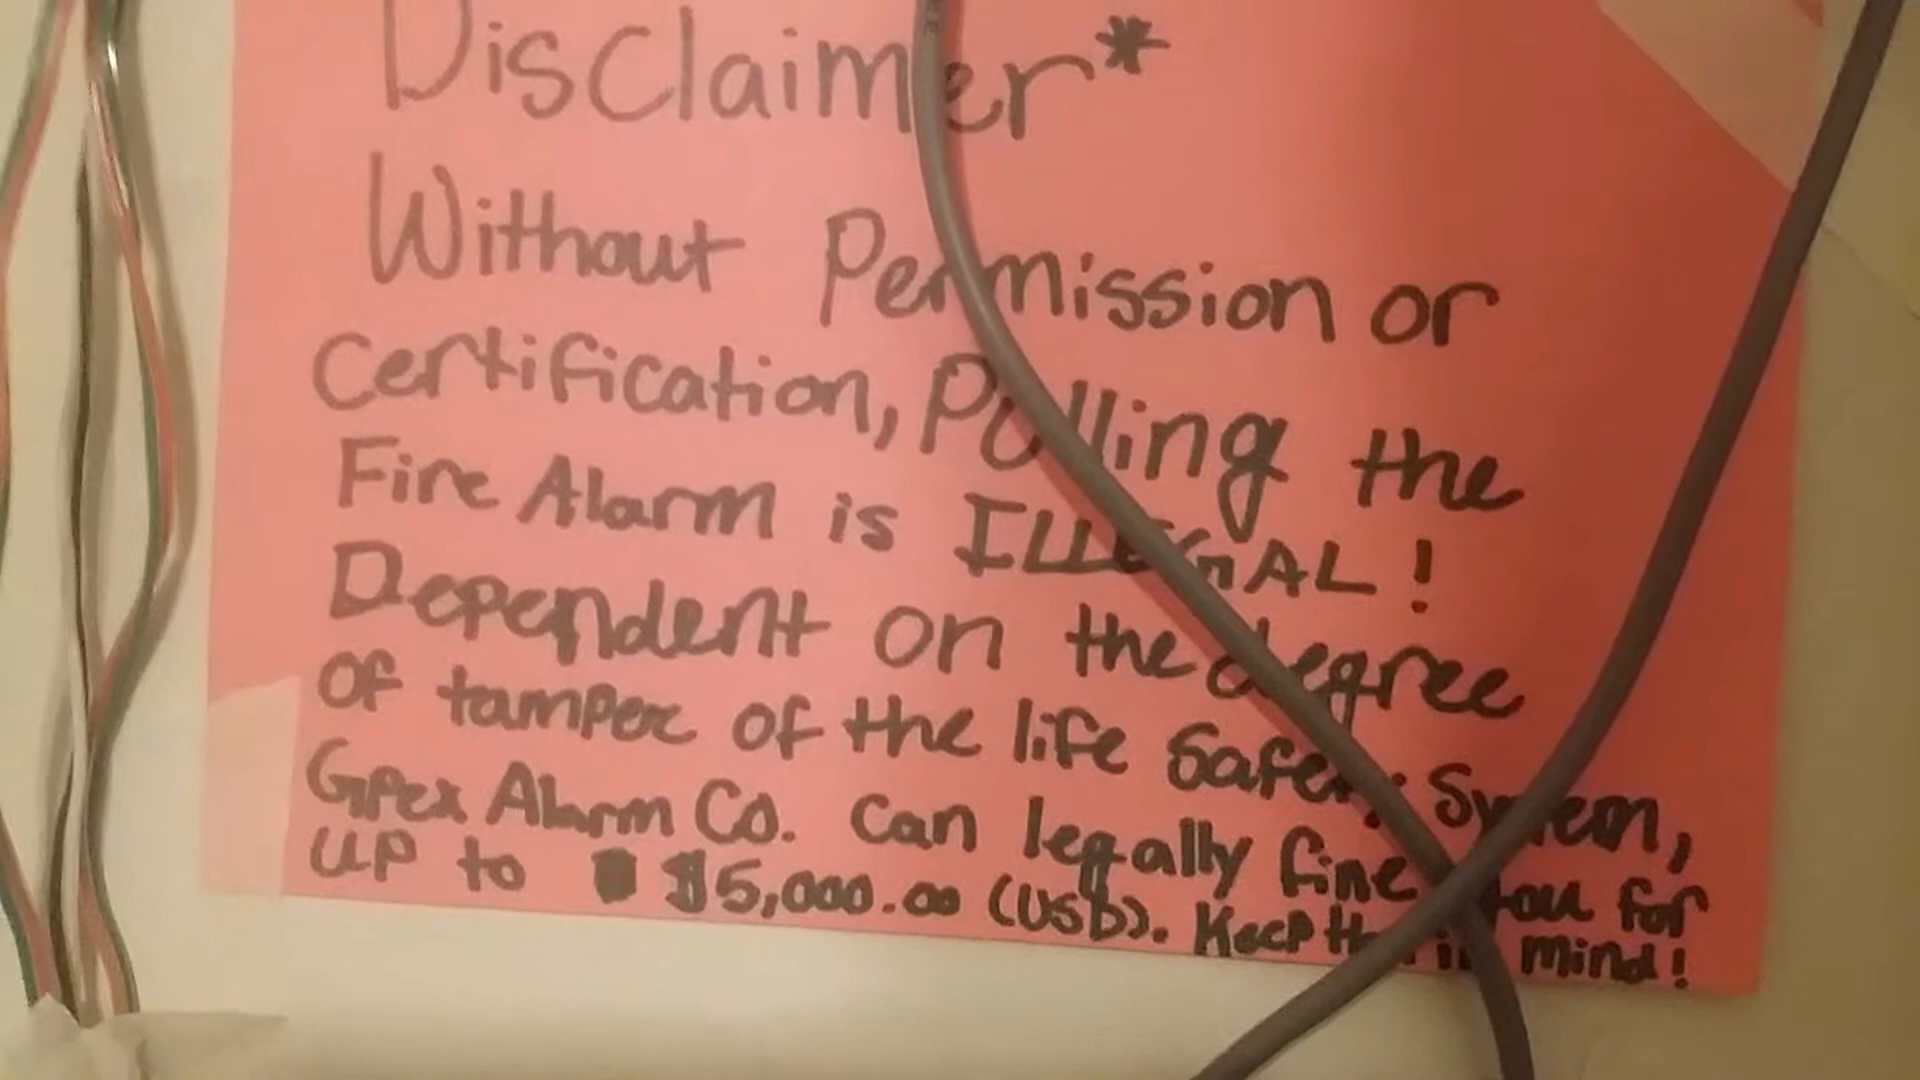 Disclaimer*
Without Permission or
Certification, Pulling the
Fire Alarm is ILLEGAL!
Dependent on the degree
of tamper of the life Safety System,
Gpex Alarm Co. can legally fine you for
UP to $5,000.00 (USD). Keep in mind!